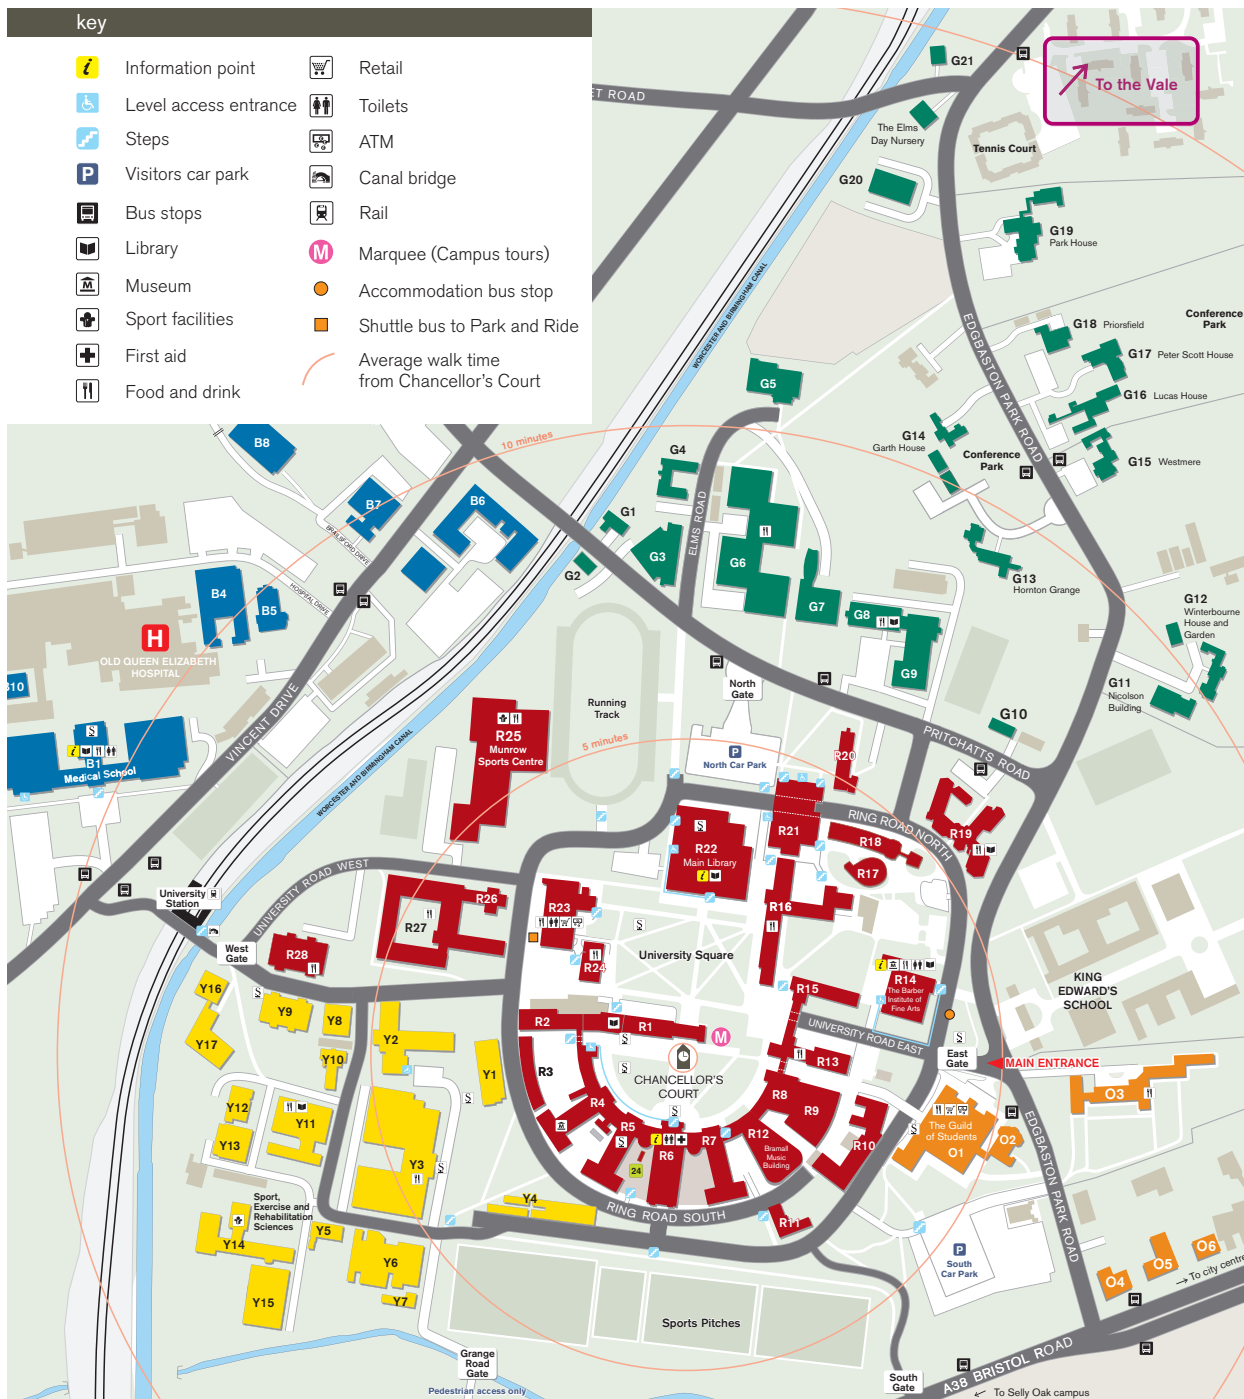 key
Information point
Level access entrance
Steps
Visitors car park
Bus stops
Library
Museum
Sport facilities
First aid
Food and drink
Retail
Toilets
ATM
Canal bridge
Rail
M
Marquee (Campus tours)
Accommodation bus stop
Shuttle bus to Park and Ride
Average walk time
from Chancellor's Court
To the Vale
ET ROAD
G21
The Elms
Day Nursery
Tennis Court
G20
G19
Park House
WORCESTER AND BIRMINGHAM CANAL
EDGBASTON PARK ROAD
Conference
Park
G18 Priorsfield
G17 Peter Scott House
G16 Lucas House
G15 Westmere
G14
Garth House
Conference
Park
G5
G4
10 minutes
B8
B7
B6
G1
G2
G3
ELMS ROAD
G6
G7
G8
G9
G13
Hornton Grange
G12
Winterbourne
House and
Garden
G11
Nicolson
Building
G10
B4
B5
BRAILSFORD DRIVE
HOSPITAL DRIVE
H
OLD QUEEN ELIZABETH
HOSPITAL
B10
B1
Medical School
VINCENT DRIVE
WORCESTER AND BIRMINGHAM CANAL
R25
Munrow
Sports Centre
Running
Track
5 minutes
North
Gate
P
North Car Park
PRITCHATTS ROAD
R20
R21
RING ROAD NORTH
R19
R18
R17
R22
Main Library
R16
University
Station
UNIVERSITY ROAD WEST
West
Gate
R28
R27
R26
R23
R24
University Square
R15
R14
The Barber
Institute of
Fine Arts
UNIVERSITY ROAD EAST
KING
EDWARD'S
SCHOOL
East
Gate
MAIN ENTRANCE
R2
R1
M
R13
R3
CHANCELLOR'S
COURT
R4
R5
R6
R7
R8
R9
R10
R12
Bramall
Music
Building
R11
24
RING ROAD SOUTH
Y16
Y17
Y9
Y8
Y10
Y2
Y1
Y12
Y13
Y11
Y3
Sport,
Exercise and
Rehabilitation
Sciences
Y14
Y5
Y4
Y6
Y7
Y15
O3
The Guild
of Students
O1
O2
EDGBASTON PARK ROAD
P
South
Car Park
O4
O5
O6
To city centre
Sports Pitches
Grange
Road
Gate
Pedestrian access only
South
Gate
A38 BRISTOL ROAD
To Selly Oak campus